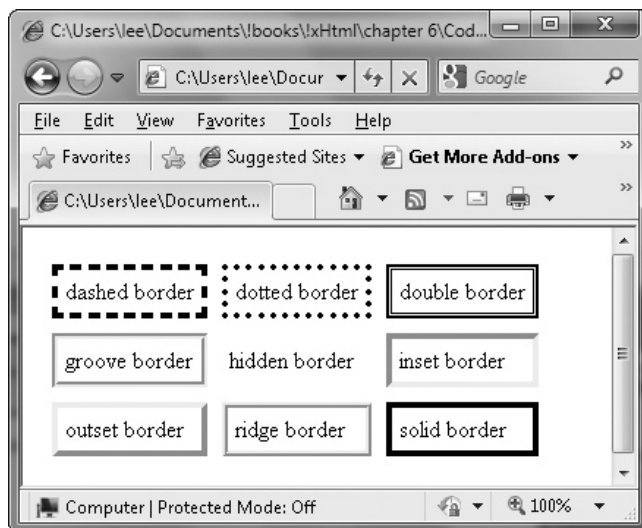 C:\Users\lee\Documents\!books\!xHtml\chapter 6\Cod...
C:\Users\lee\Docur
Google
File Edit View Favorites Tools Help
Favorites Suggested Sites Get More Add-ons
C:\Users\lee\Document...
dashed border dotted border double border
groove border hidden border inset border
outset border ridge border solid border
Computer | Protected Mode: Off 100%